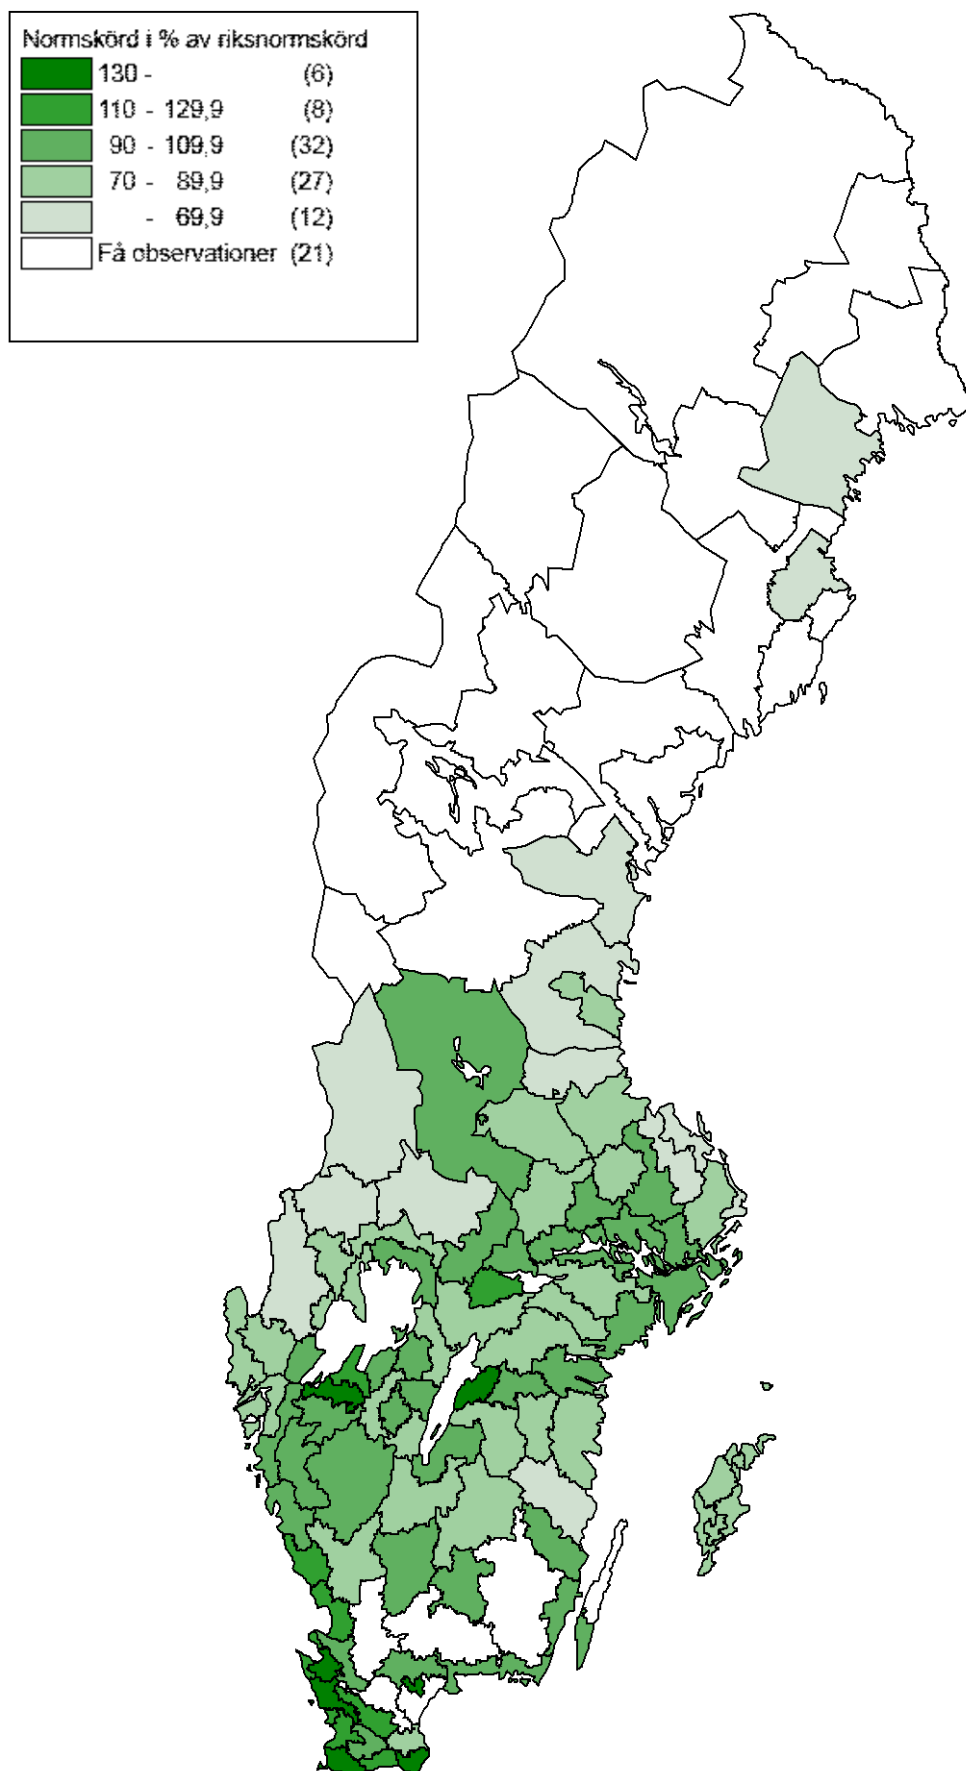 Normskörd i % av riksnormskörd
130 - (6)
110 - 129,9 (8)
90 - 109,9 (32)
70 - 89,9 (27)
- 69,9 (12)
Få observationer (21)